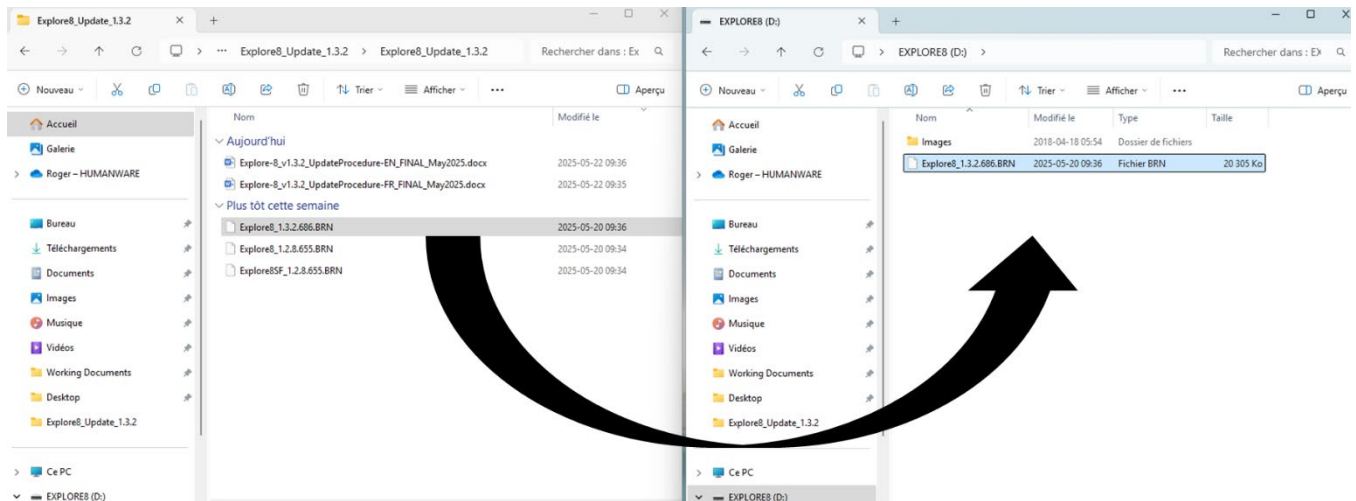 Explore8_Update_1.3.2
Explore8_Update_1.3.2 > Explore8_Update_1.3.2
Rechercher dans : Ex
Nouveau
Trier
Afficher
Aperçu
Accueil
Galerie
Roger – HUMANWARE
Bureau
Téléchargements
Documents
Images
Musique
Vidéos
Working Documents
Desktop
Explore8_Update_1.3.2
Ce PC
EXPLORE8 (D:)
Nom Modifié le
Aujourd'hui
Explore-8_v1.3.2_UpdateProcedure-EN_FINAL_May2025.docx 2025-05-22 09:36
Explore-8_v1.3.2_UpdateProcedure-FR_FINAL_May2025.docx 2025-05-22 09:35
Plus tôt cette semaine
Explore8_1.3.2.686.BRN 2025-05-20 09:36
Explore8_1.2.8.655.BRN 2025-05-20 09:34
Explore8SF_1.2.8.655.BRN 2025-05-20 09:34
EXPLORE8 (D:)
EXPLORE8 (D:) >
Rechercher dans : EX
Nouveau
Trier
Afficher
Aperçu
Accueil
Galerie
Roger – HUMANWARE
Bureau
Téléchargements
Documents
Images
Musique
Vidéos
Working Documents
Desktop
Explore8_Update_1.3.2
Ce PC
EXPLORE8 (D:)
Nom Modifié le Type Taille
Images 2018-04-18 05:54 Dossier de fichiers
Explore8_1.3.2.686.BRN 2025-05-20 09:36 Fichier BRN 20 305 Ko